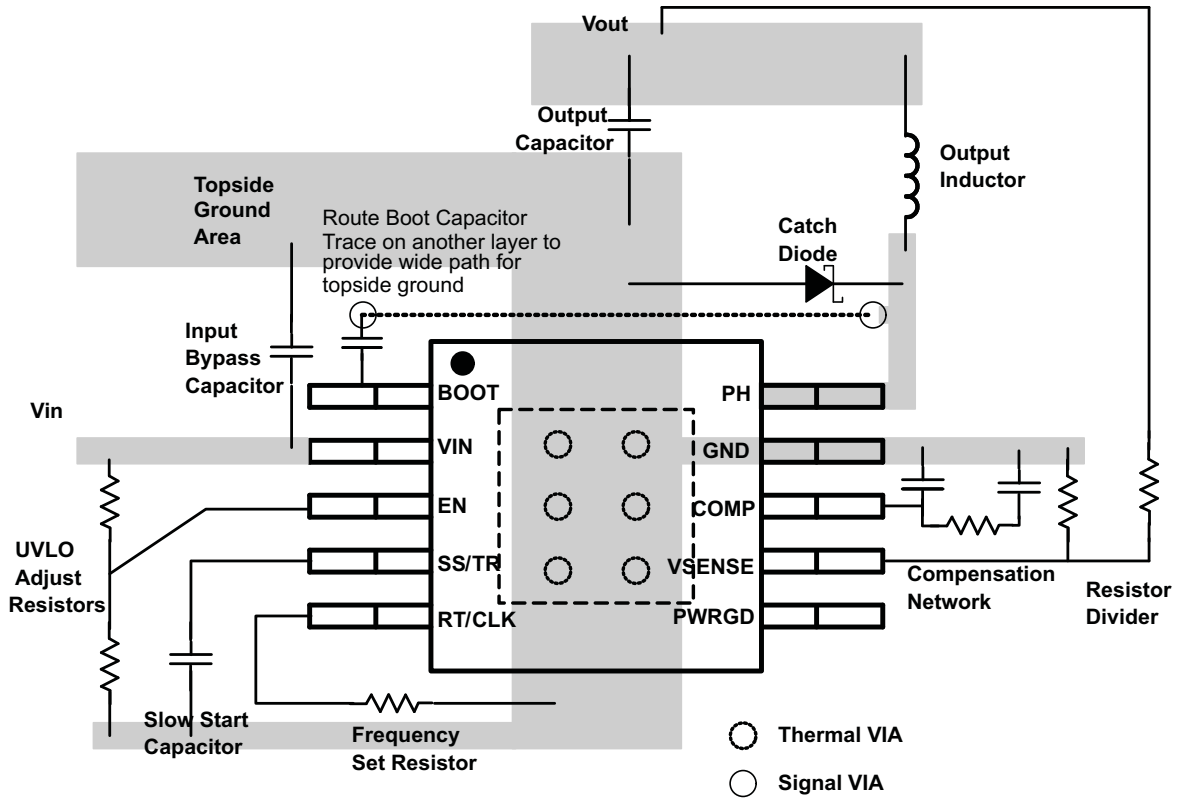 Vout
Output
Capacitor
Output
Inductor
Topside
Ground
Area
Route Boot Capacitor
Trace on another layer to
provide wide path for
topside ground
Catch
Diode
Input
Bypass
Capacitor
Vin
BOOT
VIN
EN
SS/TR
RT/CLK
PH
GND
COMP
VSENSE
PWRGD
UVLO
Adjust
Resistors
Compensation
Network
Resistor
Divider
Slow Start
Capacitor
Frequency
Set Resistor
Thermal VIA
Signal VIA